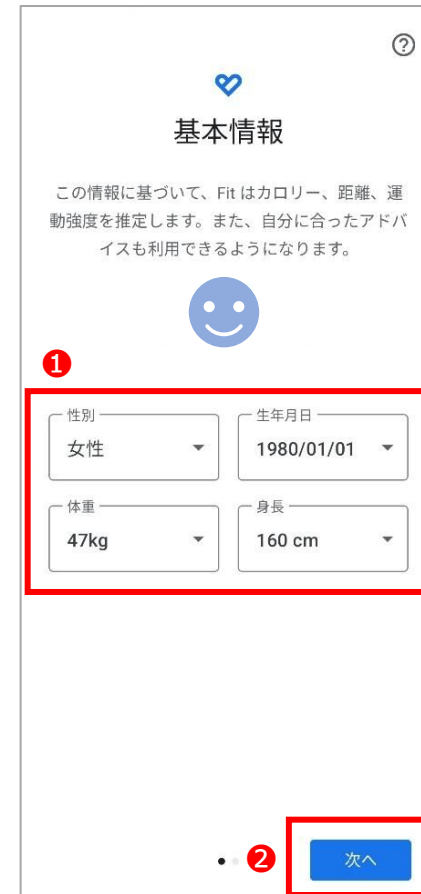 基本情報
この情報に基づいて、Fit はカロリー、距離、運
動強度を推定します。また、自分に合ったアドバ
イスも利用できるようになります。
❶
性別
女性
生年月日
1980/01/01
体重
47kg
身長
160 cm
❷
次へ